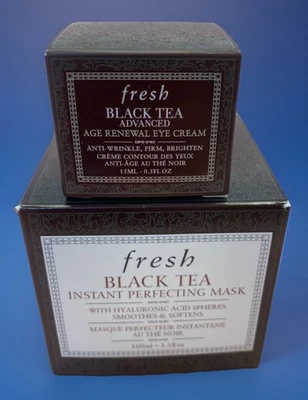 fresh
BLACK TEA
ADVANCED
AGE RENEWAL EYE CREAM
ANTI-WRINKLE, FIRM, BRIGHTEN
CRÈME CONTOUR DES YEUX
ANTI-ÂGE AU THÉ NOIR
15ML - 0.5FL OZ
fresh
BLACK TEA
INSTANT PERFECTING MASK
WITH HYALURONIC ACID SPHERES
SMOOTHES & SOFTENS
MASQUE PERFECTEUR INSTANTANÉ
AU THÉ NOIR
100ml - 3.3fl oz